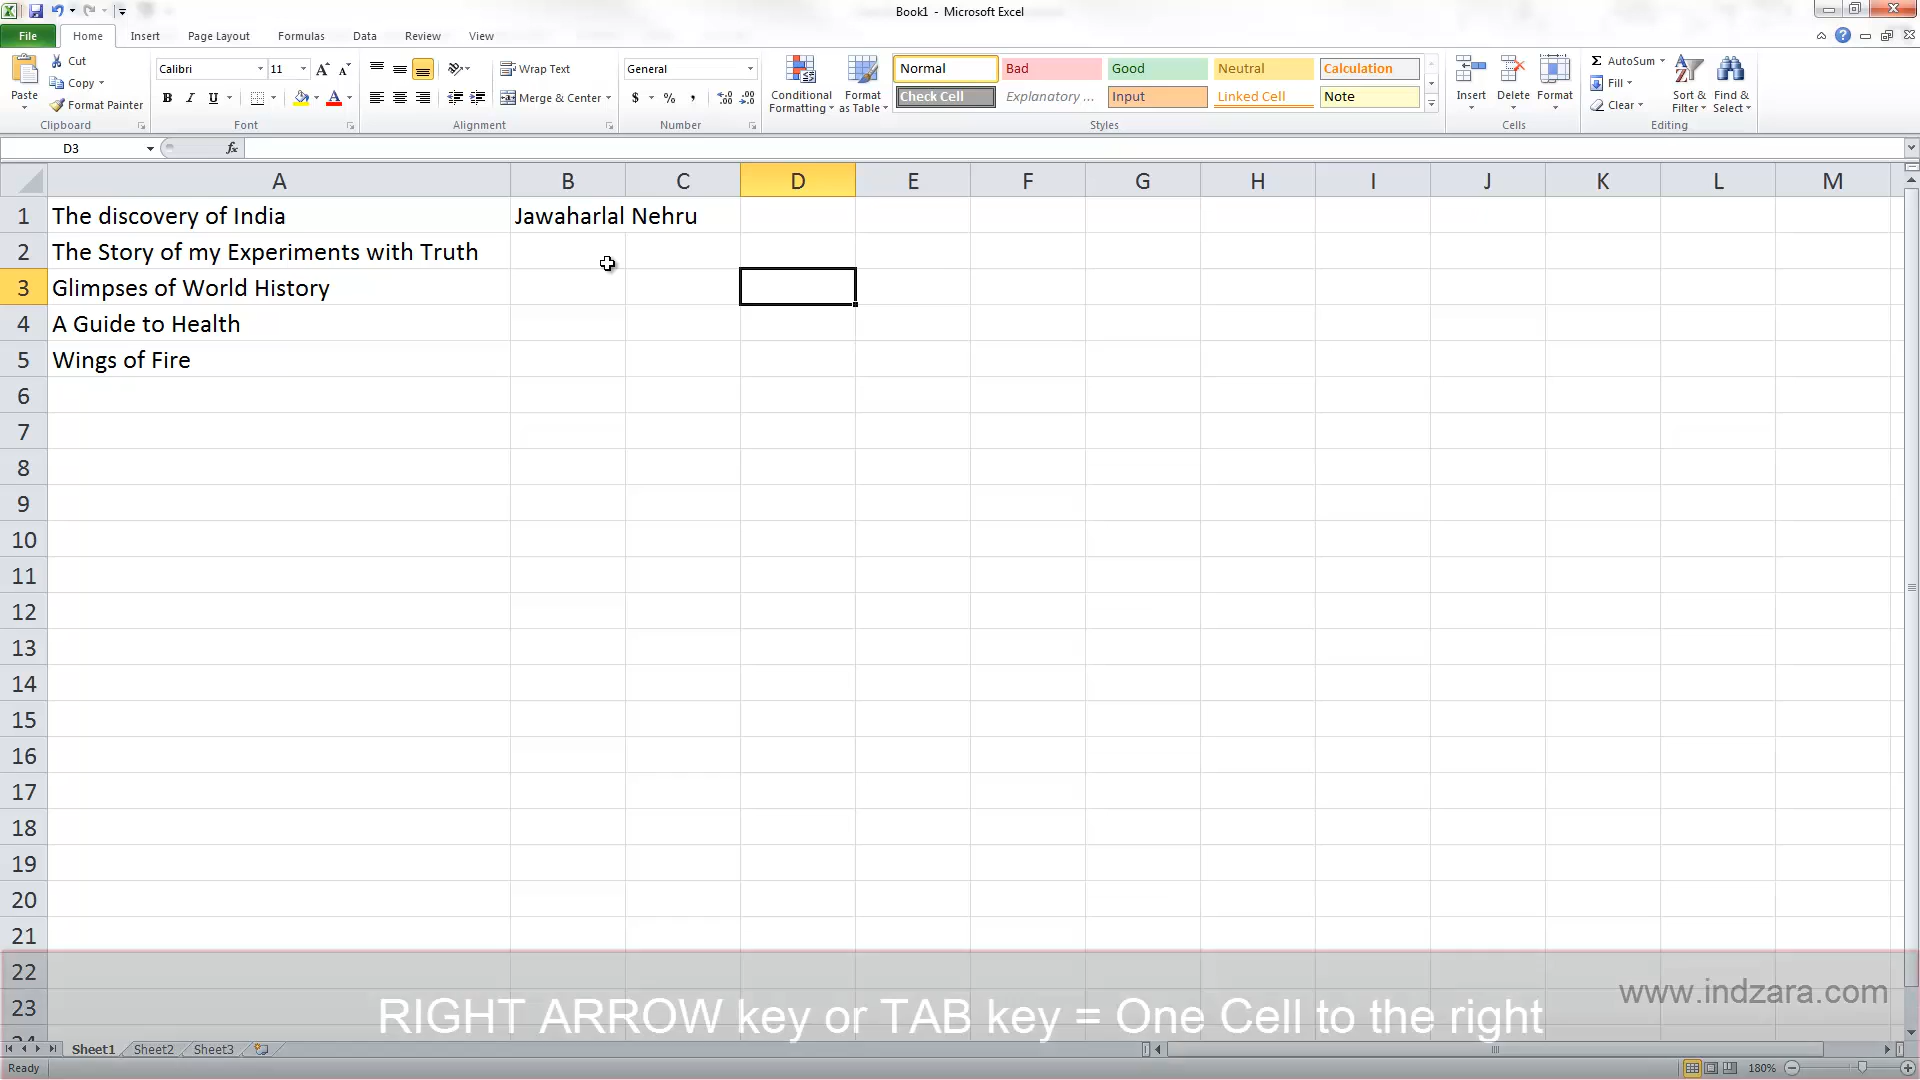 Book1 - Microsoft Excel
File Home Insert Page Layout Formulas Data Review View
Paste
Cut
Copy
Format Painter
Clipboard
Calibri 11
B I U
Font
Wrap Text
Merge & Center
Alignment
General
$ % ,
Number
Conditional Formatting
Format as Table
Normal Bad Good Neutral Calculation
Check Cell Explanatory ... Input Linked Cell Note
Styles
Insert Delete Format
Cells
Σ AutoSum
Fill
Clear
Sort & Filter
Find & Select
Editing
D3 fx
A B C D E F G H I J K L M
1 The discovery of India Jawaharlal Nehru
2 The Story of my Experiments with Truth
3 Glimpses of World History
4 A Guide to Health
5 Wings of Fire
6
7
8
9
10
11
12
13
14
15
16
17
18
19
20
21
22
23
24
www.indzara.com
RIGHT ARROW key or TAB key = One Cell to the right
Sheet1 Sheet2 Sheet3
Ready 180%